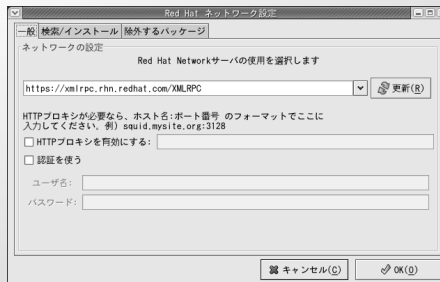 Red Hat ネットワーク設定
一般 検索/インストール 除外するパッケージ
ネットワークの設定
Red Hat Networkサーバの使用を選択します
https://xmlrpc.rhn.redhat.com/XMLRPC 更新(R)
HTTPプロキシが必要なら、ホスト名:ポート番号 のフォーマットでここに
入力してください。例) squid.mysite.org:3128
HTTPプロキシを有効にする:
認証を使う
ユーザ名:
パスワード:
キャンセル(C) OK(O)